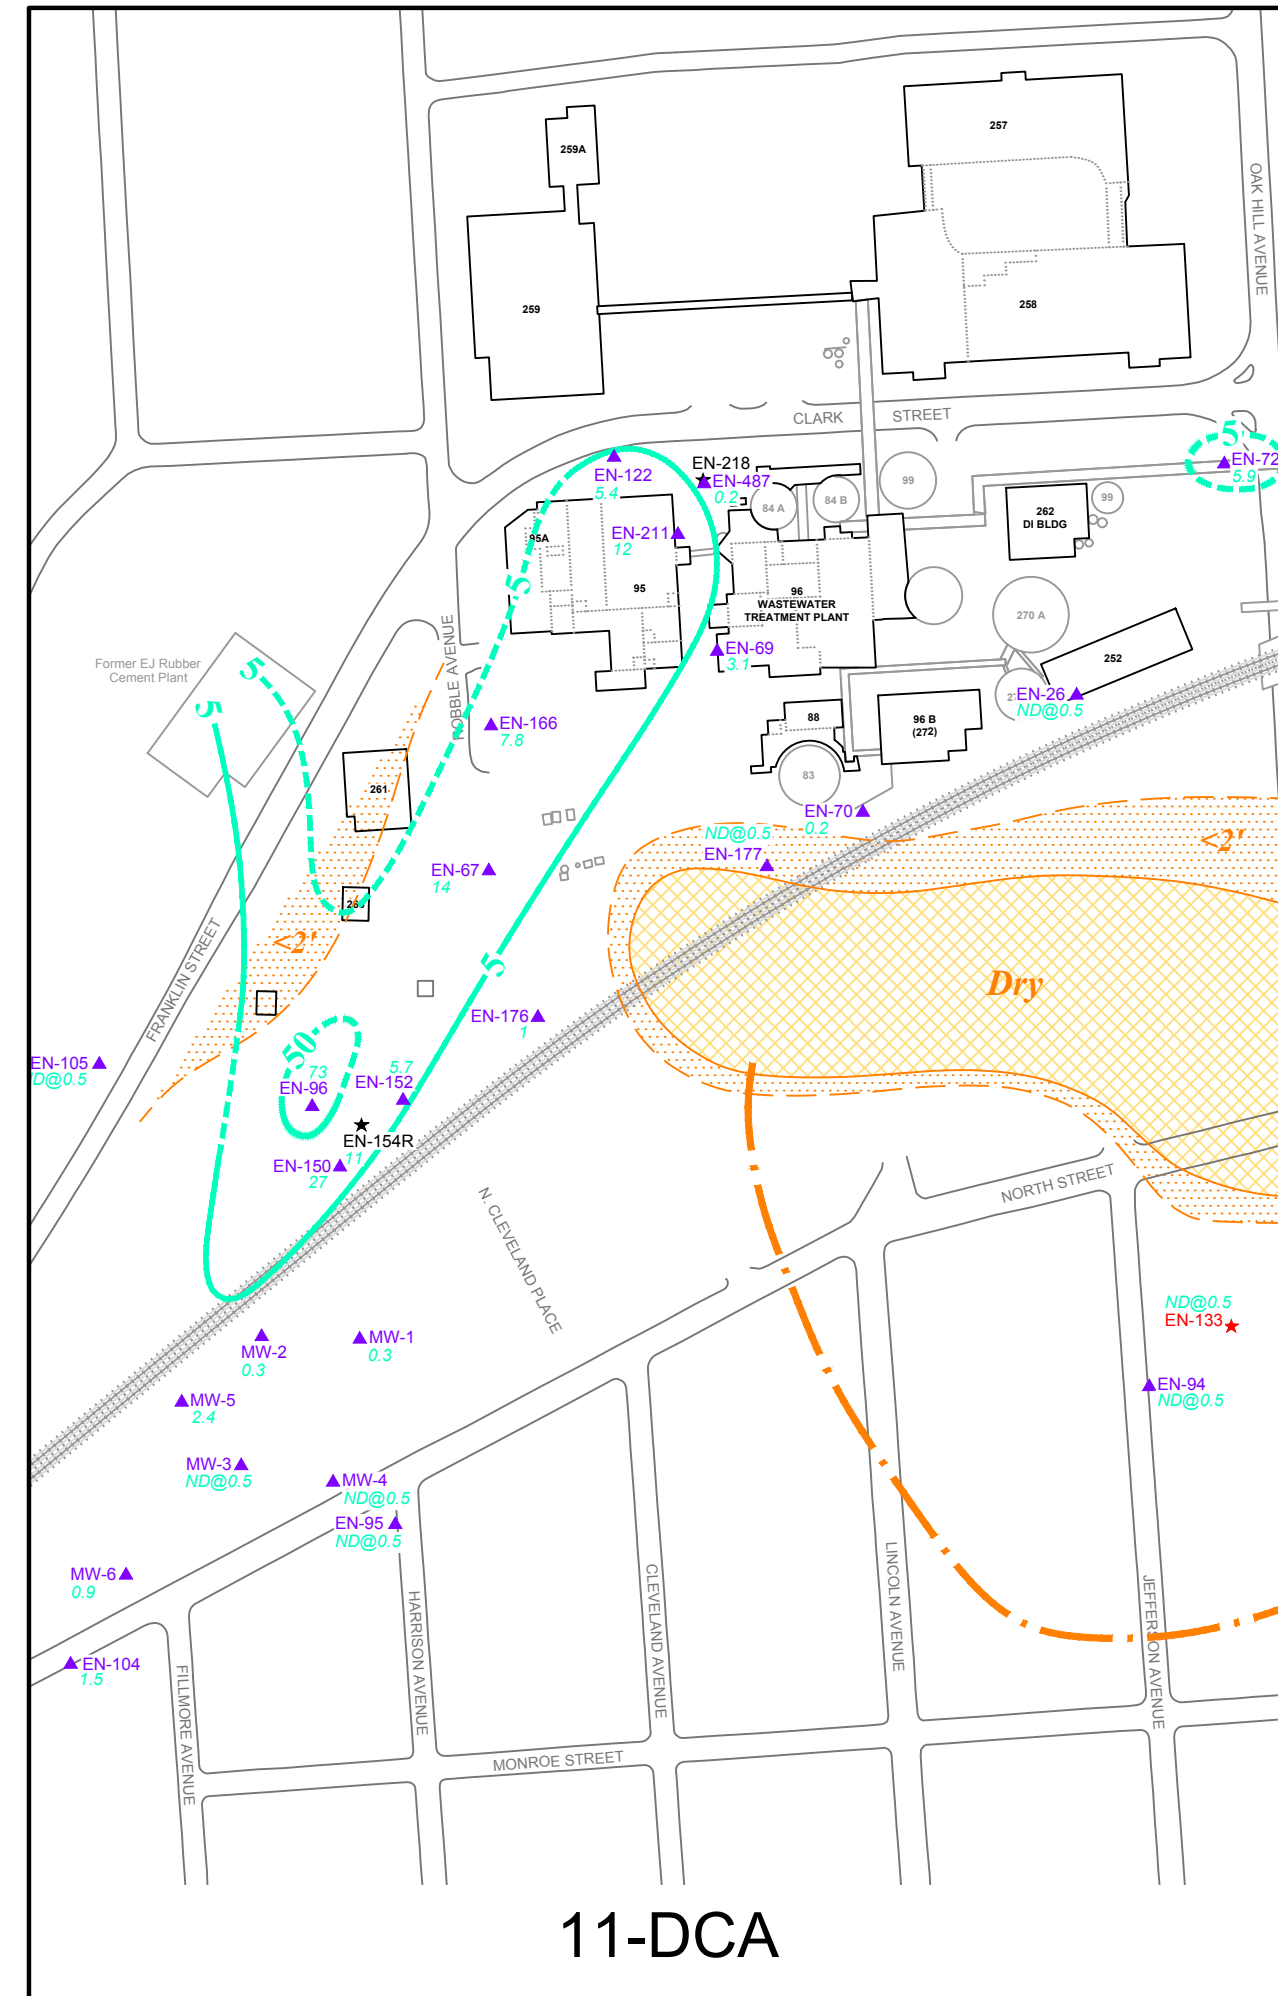 257
259A
OAK HILL AVENUE
259
258
CLARK STREET
5
EN-72
5.9
EN-122
5.4
EN-218
EN-487
0.2
84 A
84 B
99
99
262
DI BLDG
95A
EN-211
12
95
5
96
WASTEWATER
TREATMENT PLANT
270 A
EN-69
3.1
252
Former EJ Rubber
Cement Plant
5
5
ROBBLE AVENUE
EN-26
ND@0.5
EN-166
7.8
88
96 B
(272)
83
261
EN-70
0.2
ND@0.5
EN-177
<2'
EN-67
14
<2'
FRANKLIN STREET
5
Dry
EN-176
1
50
73
EN-96
5.7
EN-152
EN-105
ND@0.5
EN-154R
11
EN-150
27
NORTH STREET
N. CLEVELAND PLACE
ND@0.5
EN-133
MW-2
0.3
MW-1
0.3
EN-94
ND@0.5
MW-5
2.4
MW-3
ND@0.5
MW-4
ND@0.5
EN-95
ND@0.5
MW-6
0.9
EN-104
1.5
FILLMORE AVENUE
HARRISON AVENUE
CLEVELAND AVENUE
LINCOLN AVENUE
JEFFERSON AVENUE
MONROE STREET
11-DCA